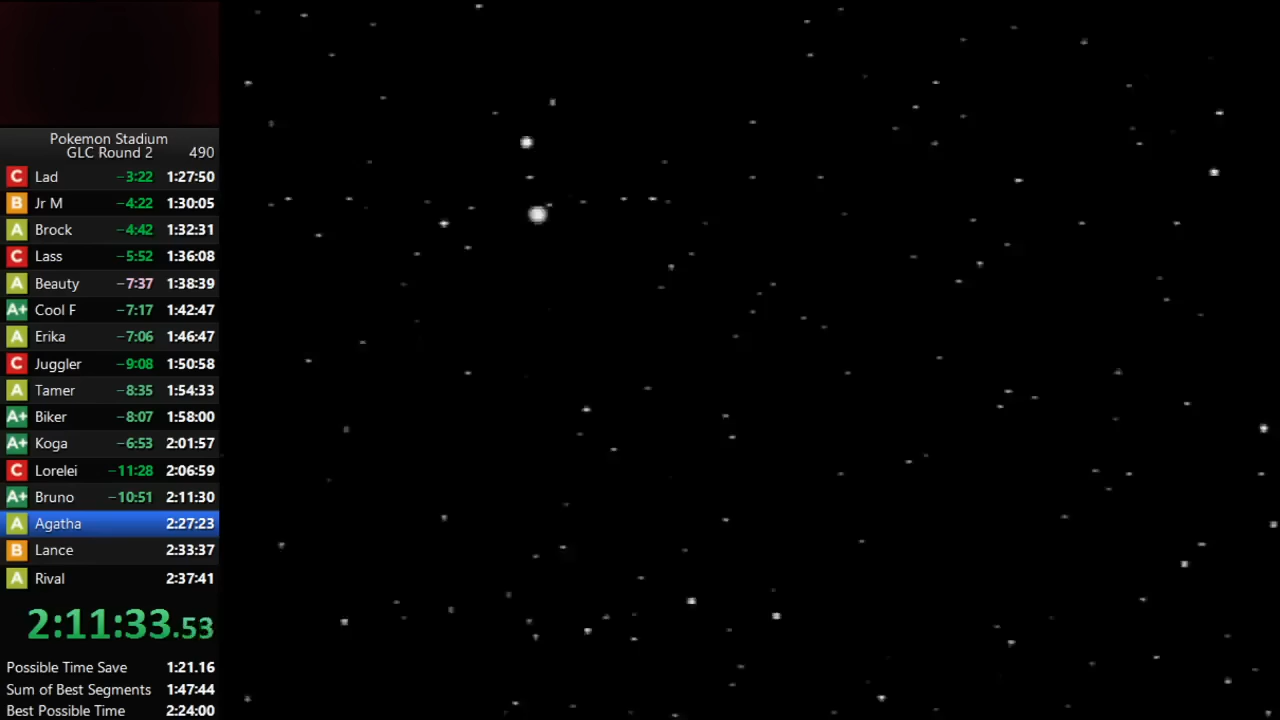 Pokemon Stadium
GLC Round 2 490
C Lad −3:22 1:27:50
B Jr M −4:22 1:30:05
A Brock −4:42 1:32:31
C Lass −5:52 1:36:08
A Beauty −7:37 1:38:39
A+ Cool F −7:17 1:42:47
A Erika −7:06 1:46:47
C Juggler −9:08 1:50:58
A Tamer −8:35 1:54:33
A+ Biker −8:07 1:58:00
A+ Koga −6:53 2:01:57
C Lorelei −11:28 2:06:59
A+ Bruno −10:51 2:11:30
A Agatha 2:27:23
B Lance 2:33:37
A Rival 2:37:41
2:11:33.53
Possible Time Save 1:21.16
Sum of Best Segments 1:47:44
Best Possible Time 2:24:00